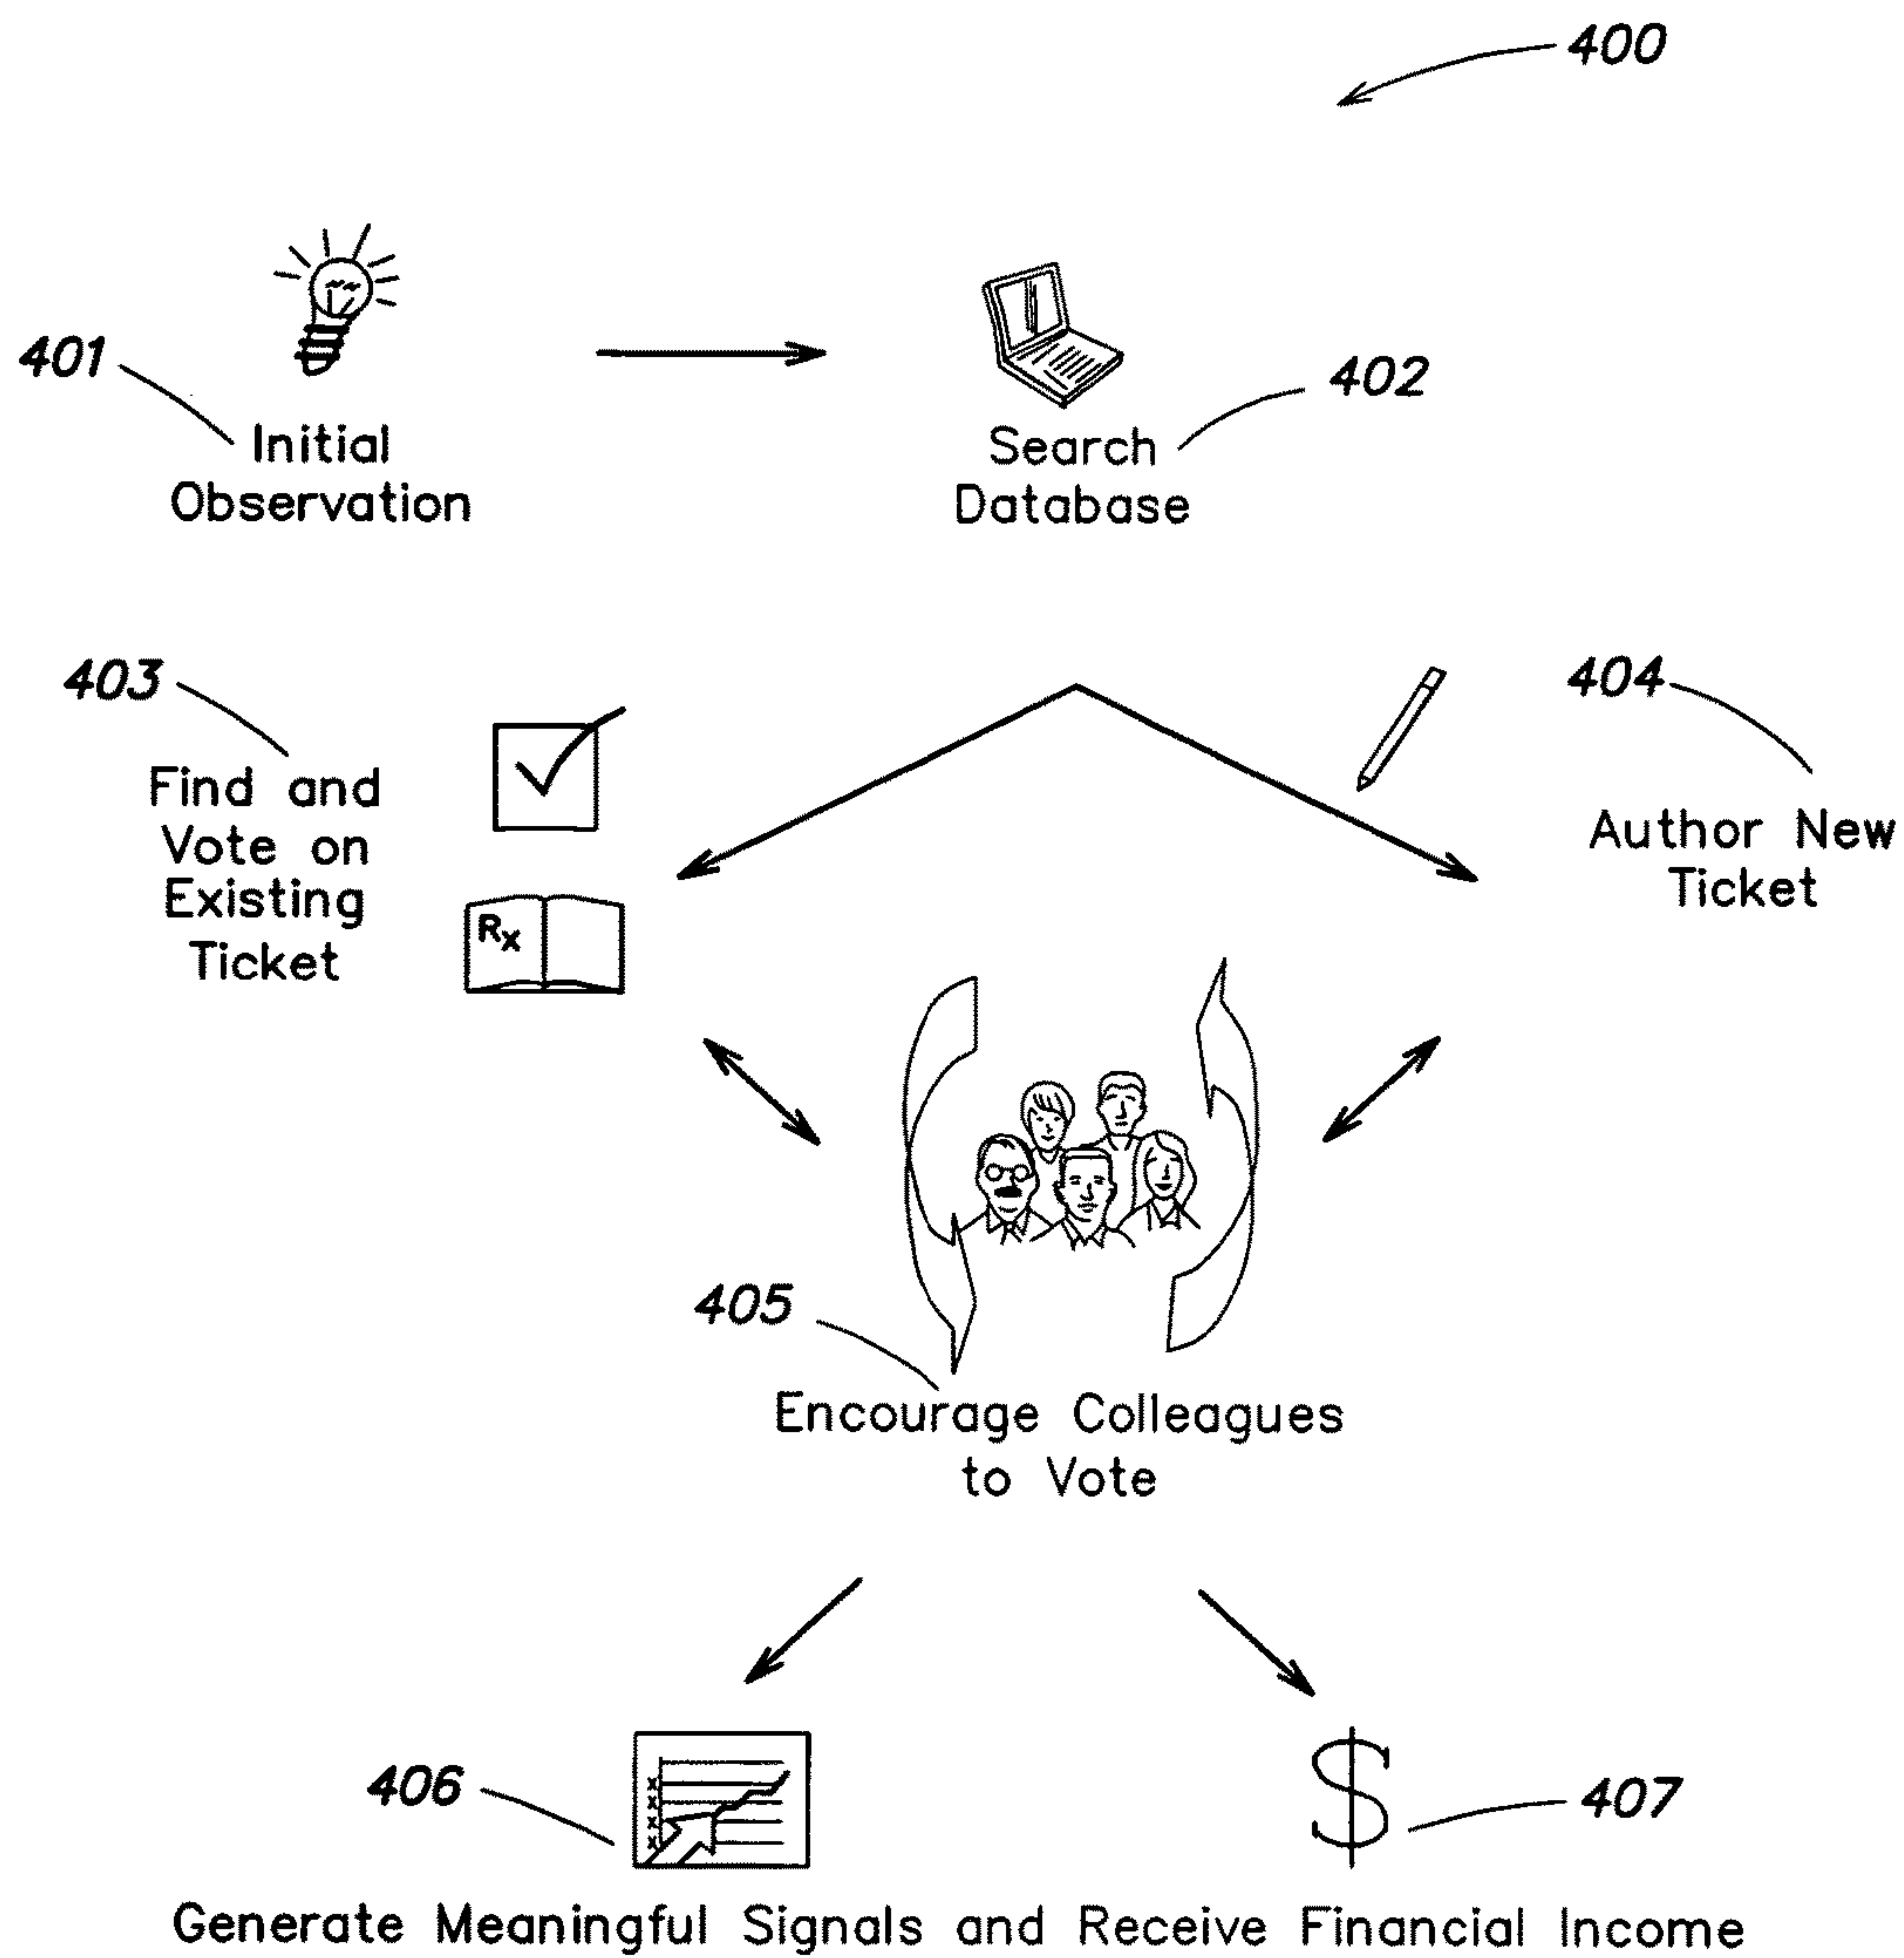 400
401
Initial
Observation
402
Search
Database
403
Find and
Vote on
Existing
Ticket
Rx
404
Author New
Ticket
405
Encourage Colleagues
to Vote
406
x
x
x
x
$
407
Generate Meaningful Signals and Receive Financial Income